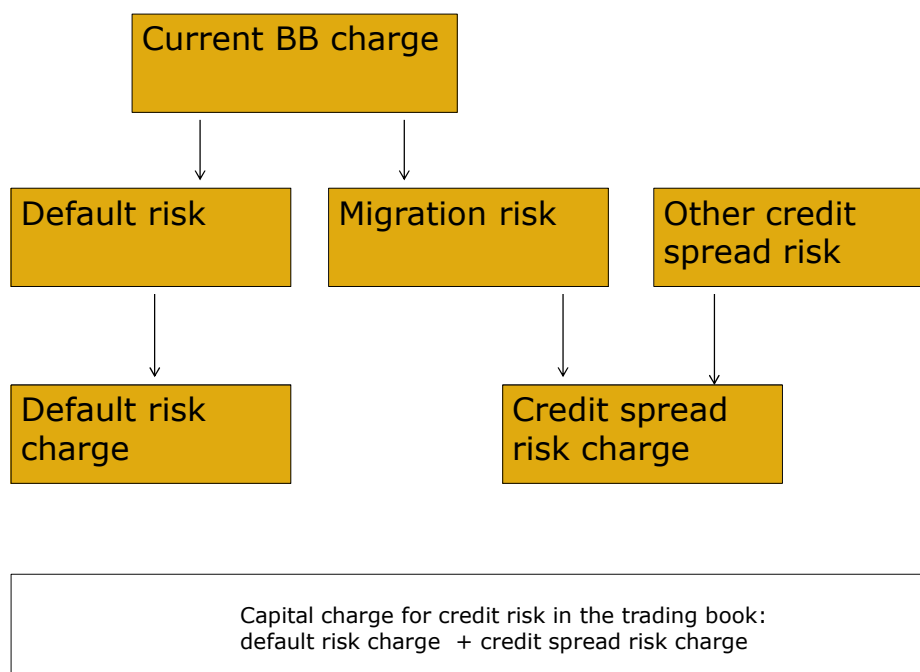 Current BB charge
Default risk
Migration risk
Other credit
spread risk
Default risk
charge
Credit spread
risk charge
Capital charge for credit risk in the trading book:
default risk charge + credit spread risk charge